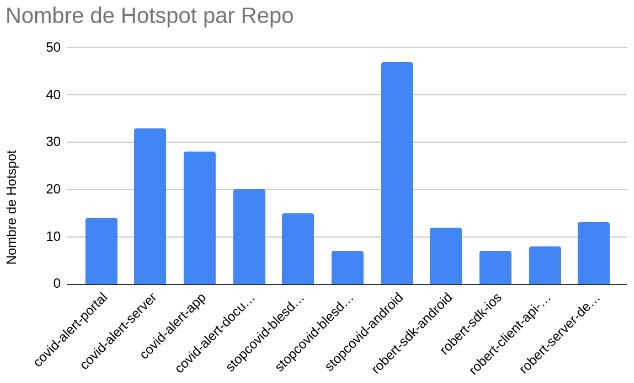 Nombre de Hotspot par Repo
Nombre de Hotspot
50
40
30
20
10
0
covid-alert-portal
covid-alert-server
covid-alert-app
covid-alert-docu…
stopcovid-blesd…
stopcovid-blesd…
stopcovid-android
robert-sdk-android
robert-sdk-ios
robert-client-api-…
robert-server-de…